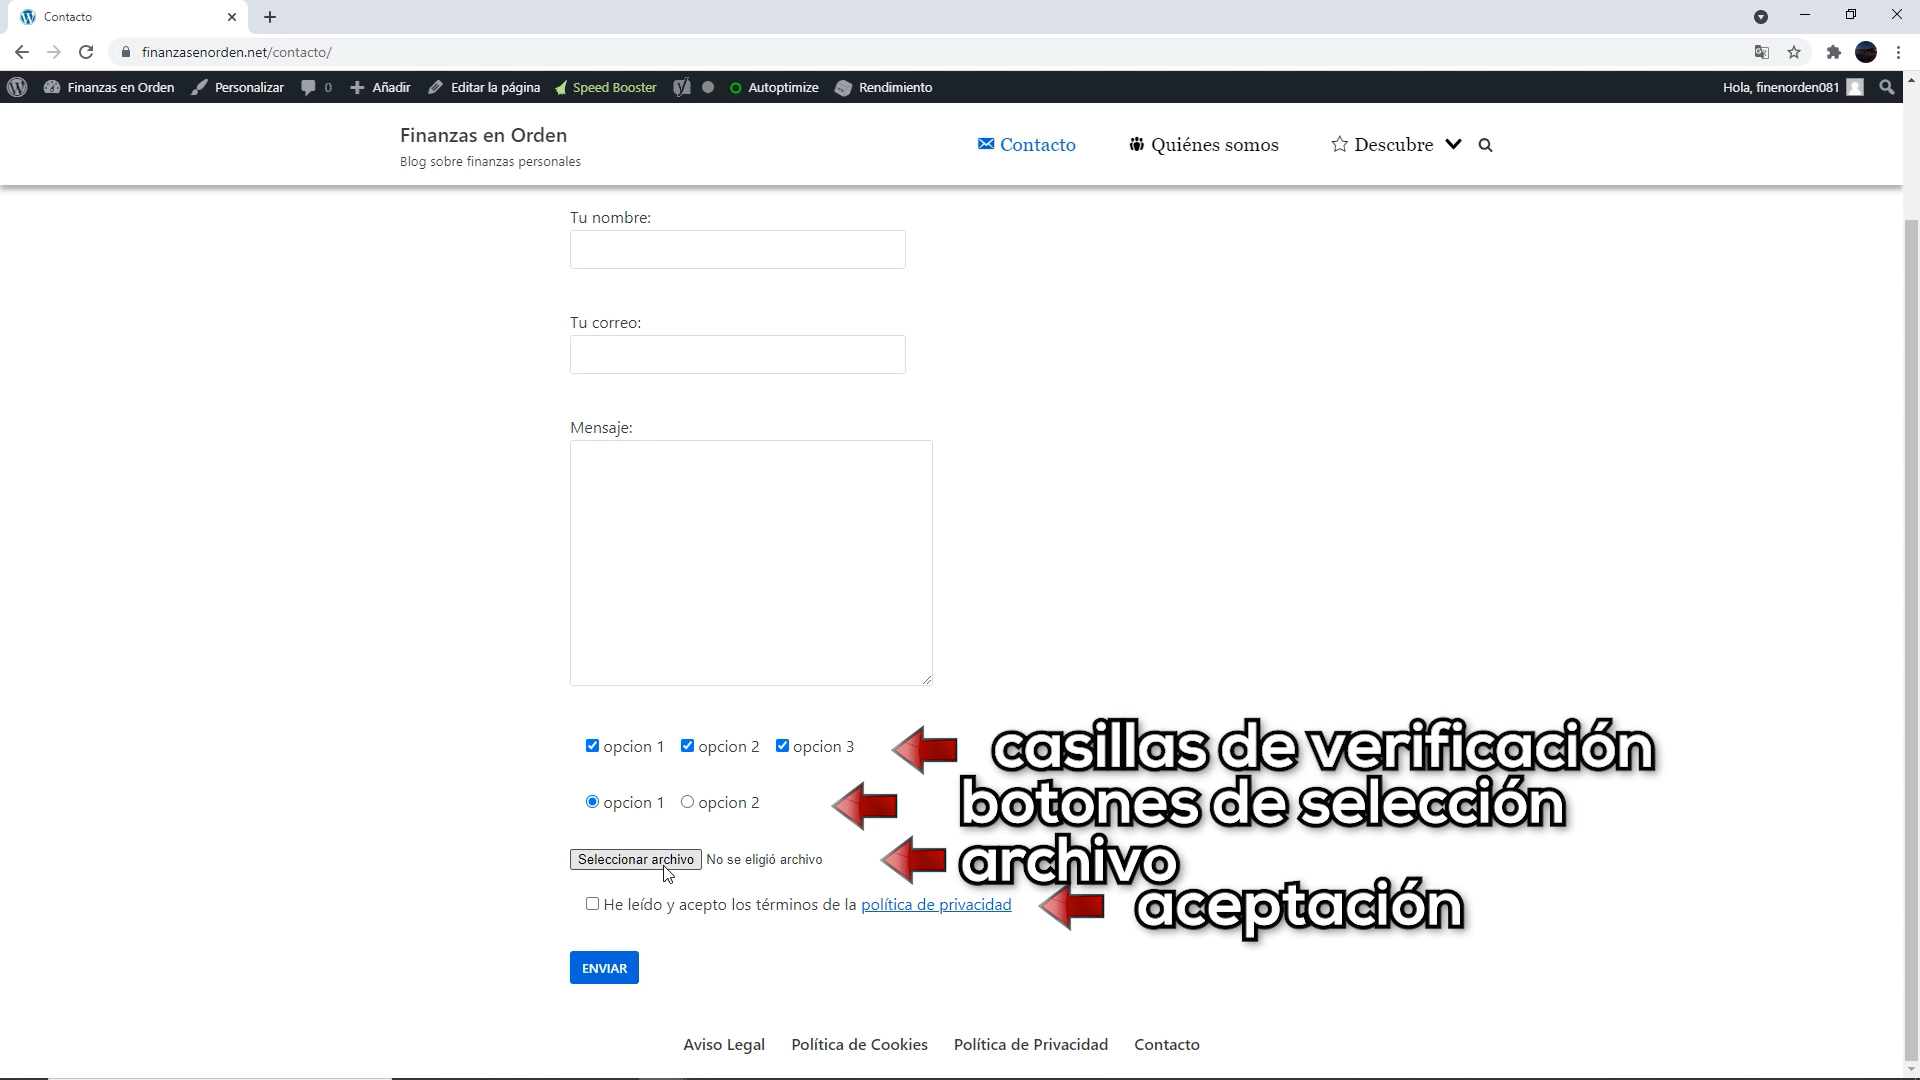 Contacto
finanzasenorden.net/contacto/
Finanzas en Orden Personalizar 0 Añadir Editar la página Speed Booster Autoptimize Rendimiento Hola, finenorden081
Finanzas en Orden
Blog sobre finanzas personales
Contacto Quiénes somos Descubre
Tu nombre:
Tu correo:
Mensaje:
opcion 1 opcion 2 opcion 3 casillas de verificación
opcion 1 opcion 2 botones de selección
Seleccionar archivo No se eligió archivo archivo
He leído y acepto los términos de la política de privacidad aceptación
ENVIAR
Aviso Legal Política de Cookies Política de Privacidad Contacto